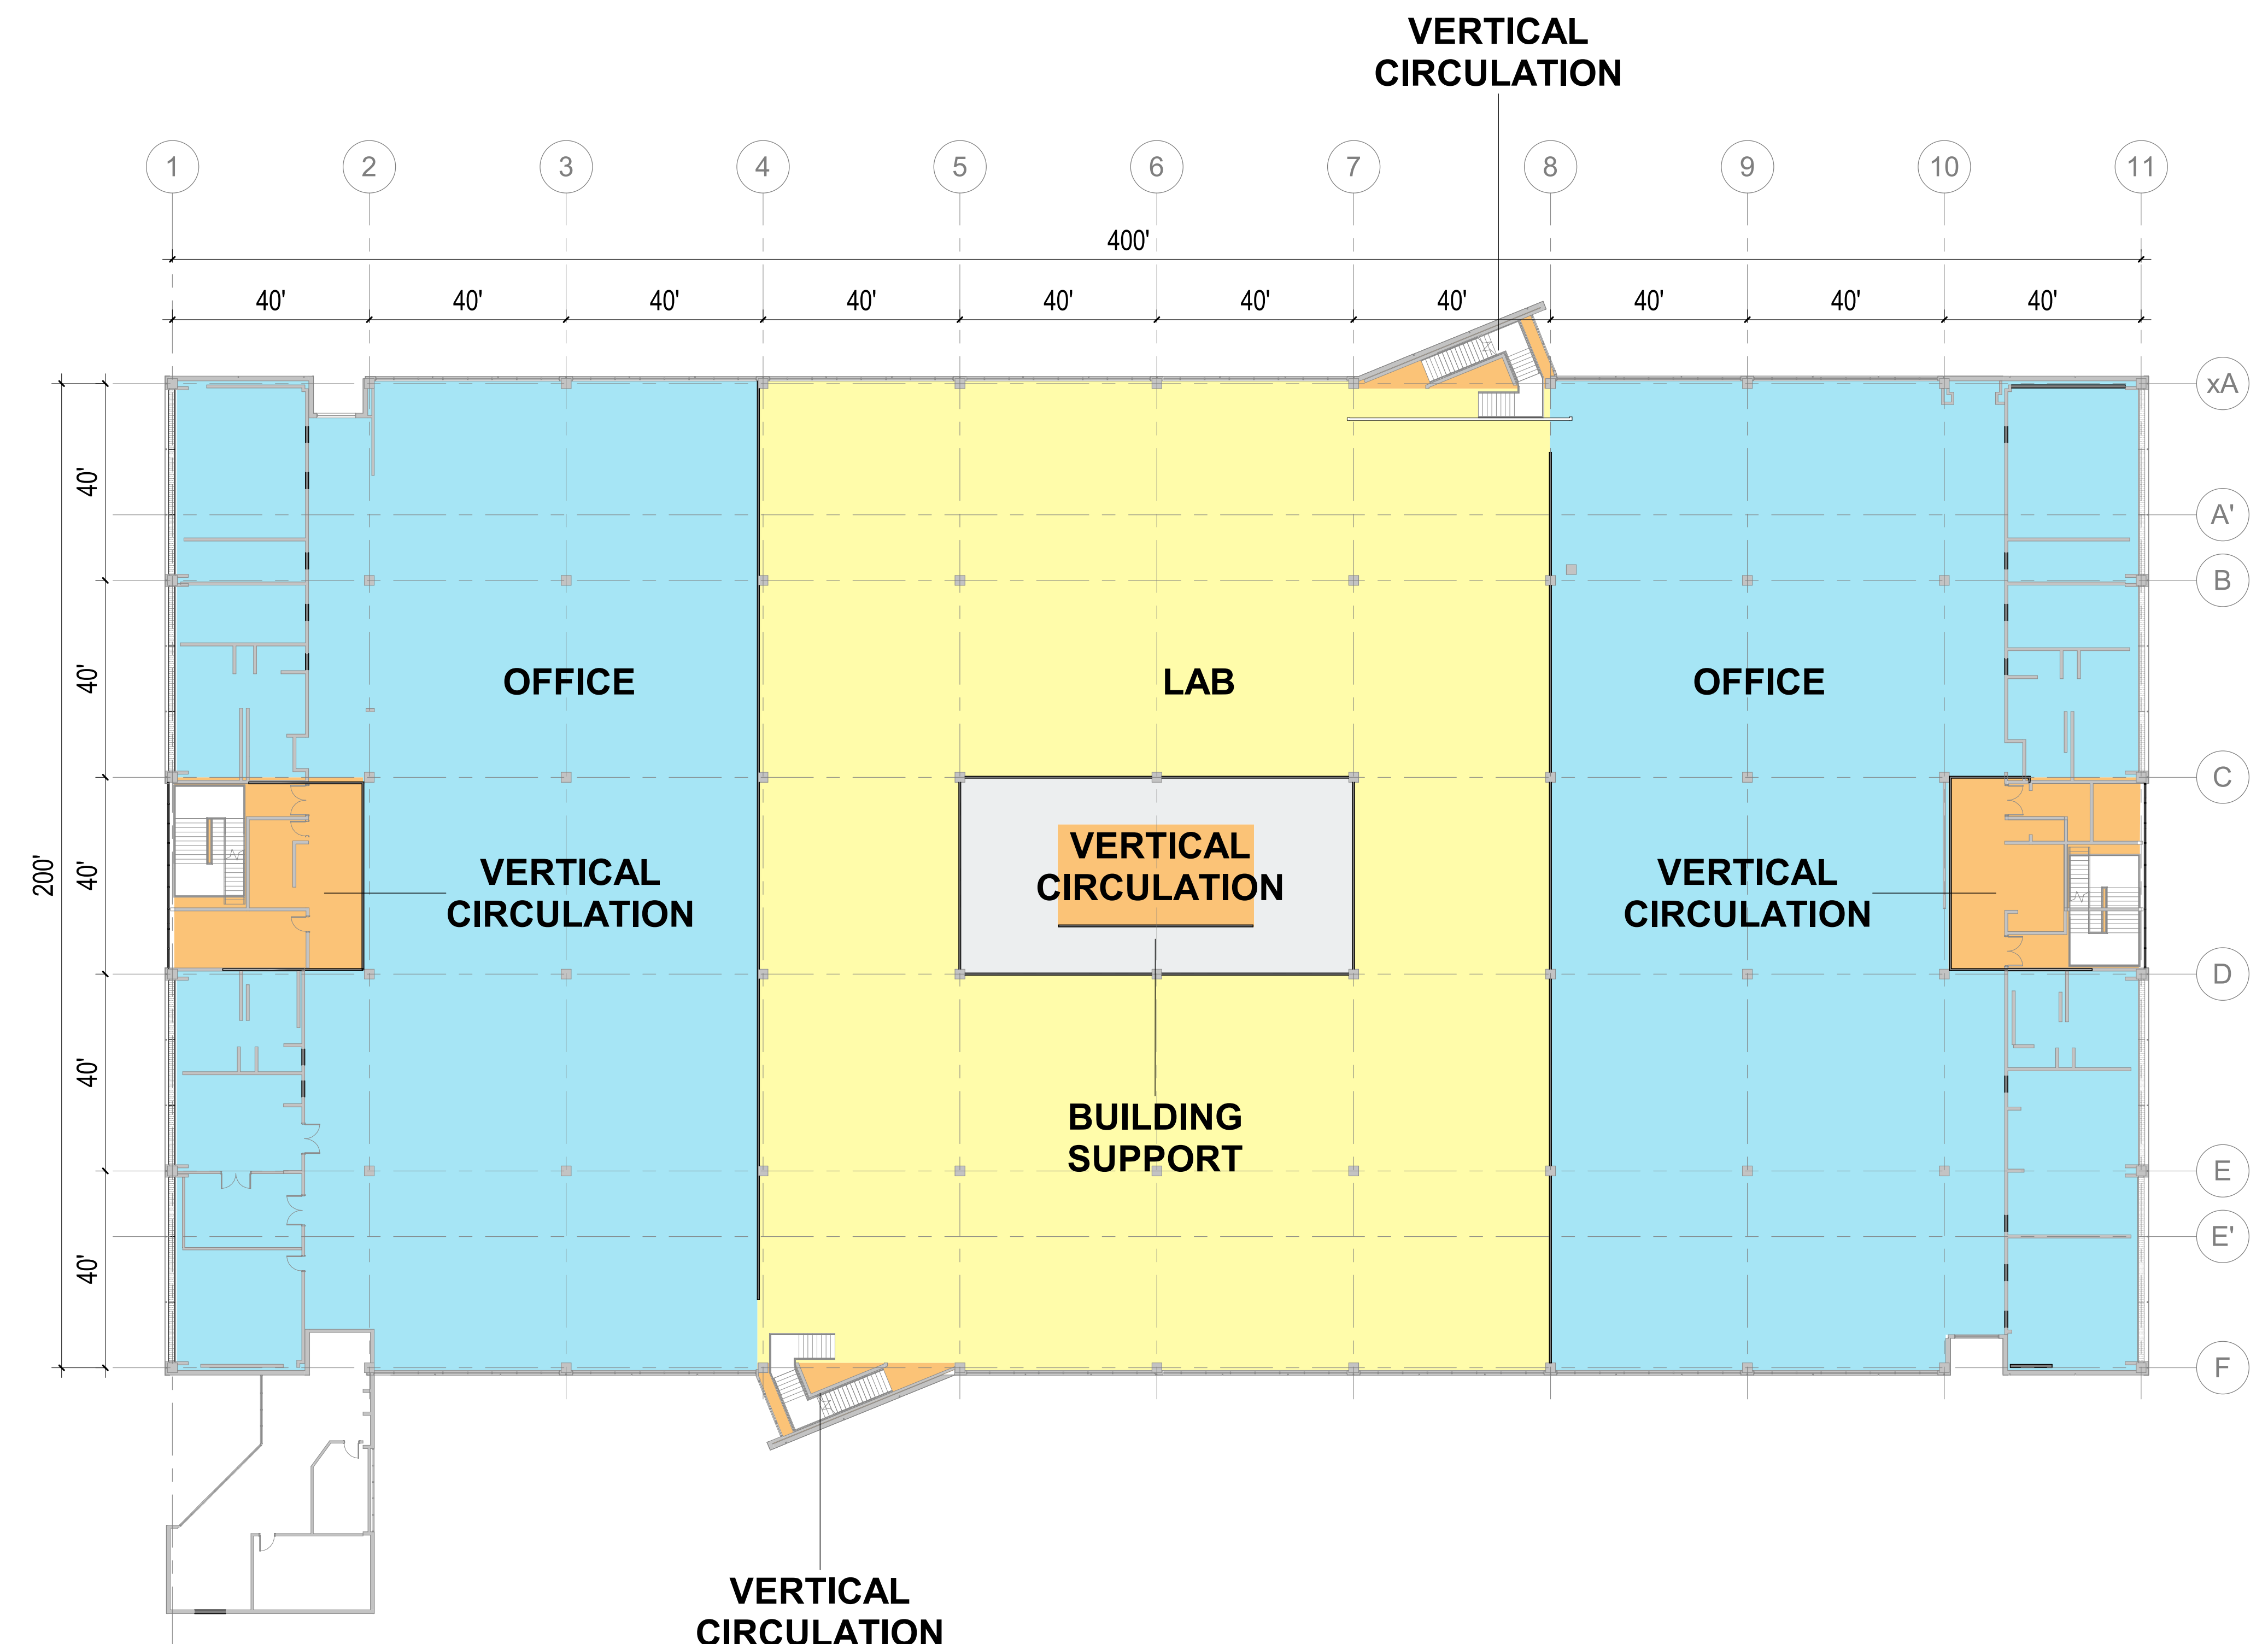 VERTICAL
CIRCULATION
1 2 3 4 5 6 7 8 9 10 11
400'
40' 40' 40' 40' 40' 40' 40' 40' 40' 40'
xA
40'
A'
B
40'
OFFICE LAB OFFICE
C
200'
40'
VERTICAL
CIRCULATION
VERTICAL
CIRCULATION
VERTICAL
CIRCULATION
D
40'
BUILDING
SUPPORT
E
E'
40'
F
VERTICAL
CIRCULATION